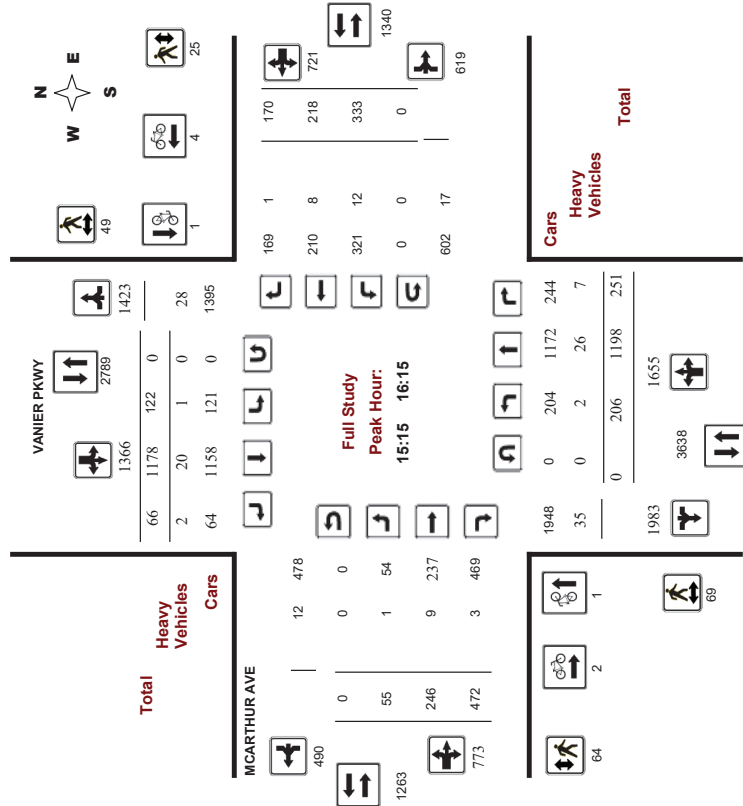 N
W E
S
49
25
1
4
VANIER PKWY
2789
1366
1423
66 1178 122 0
2 20 1 0 28
64 1158 121 0 1395
Total
Heavy
Vehicles
Cars
1340
721
619
169 1 170
210 8 218
321 12 333
0 0 0
602 17
Full Study
Peak Hour:
15:15 16:15
MCARTHUR AVE
490
1263
773
12 478
0 0 0
55 1 54
246 9 237
472 3 469
Cars
Heavy
Vehicles
Total
1948 0 204 1172 244
35 0 2 26 7
0 206 1198 251
1983
1655
3638
64
2
1
69